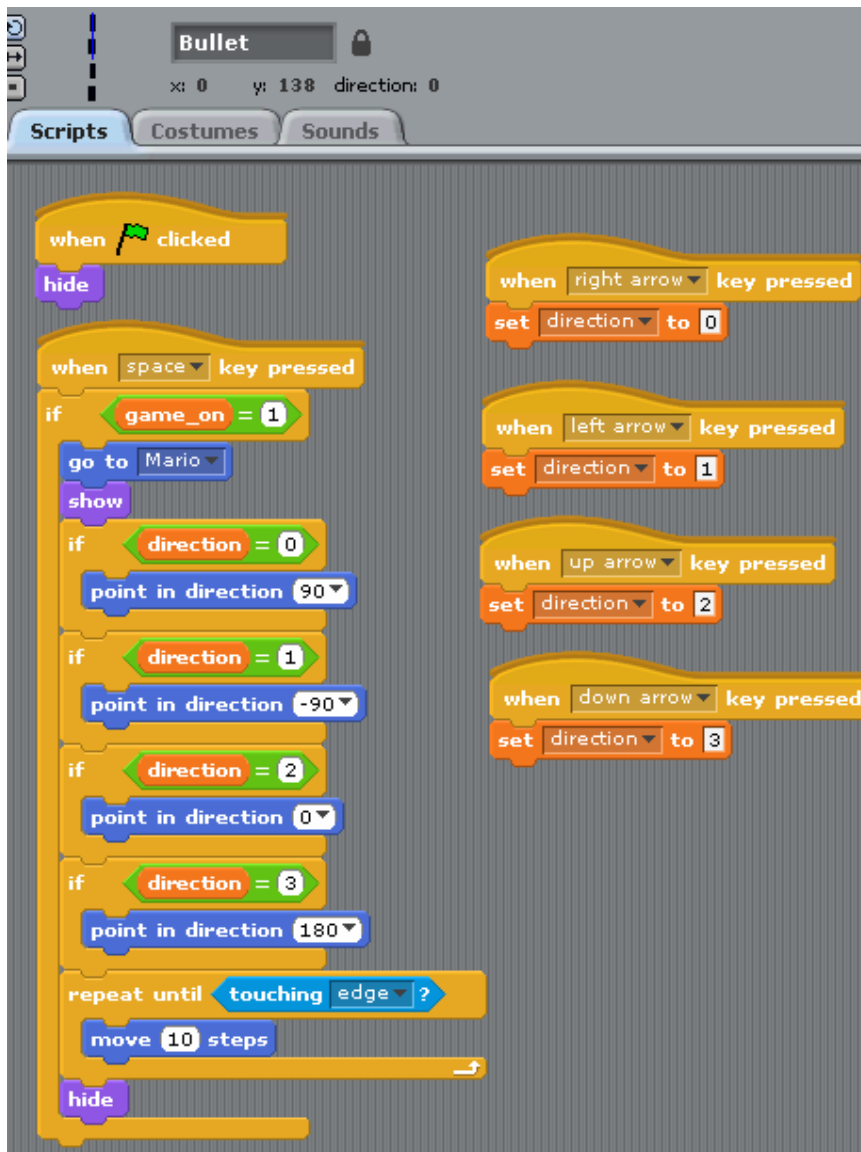 Bullet
x: 0 y: 138 direction: 0
Scripts Costumes Sounds
when clicked
hide
when space key pressed
if game_on = 1
go to Mario
show
if direction = 0
point in direction 90
if direction = 1
point in direction -90
if direction = 2
point in direction 0
if direction = 3
point in direction 180
repeat until touching edge ?
move 10 steps
hide
when right arrow key pressed
set direction to 0
when left arrow key pressed
set direction to 1
when up arrow key pressed
set direction to 2
when down arrow key pressed
set direction to 3